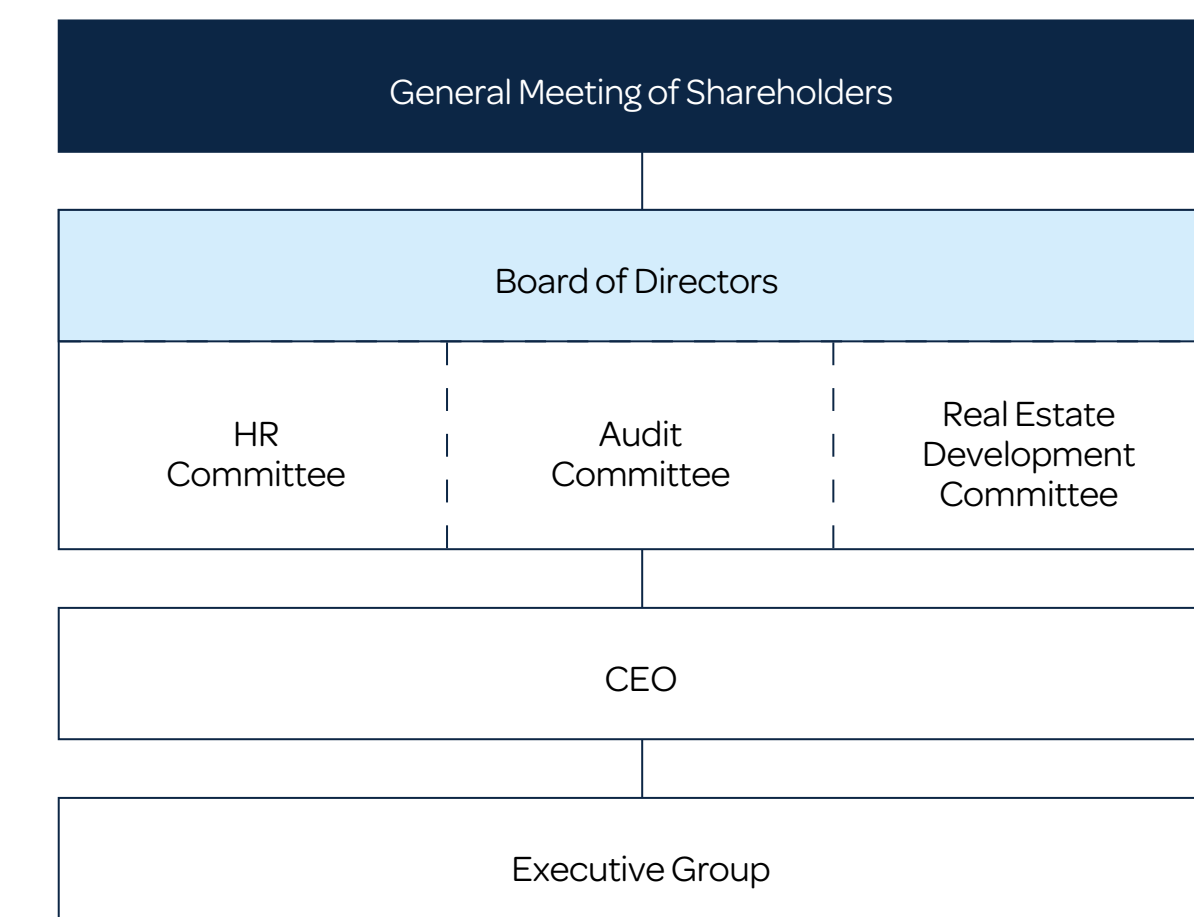 General Meeting of Shareholders
Board of Directors
HR
Committee
Audit
Committee
Real Estate
Development
Committee
CEO
Executive Group